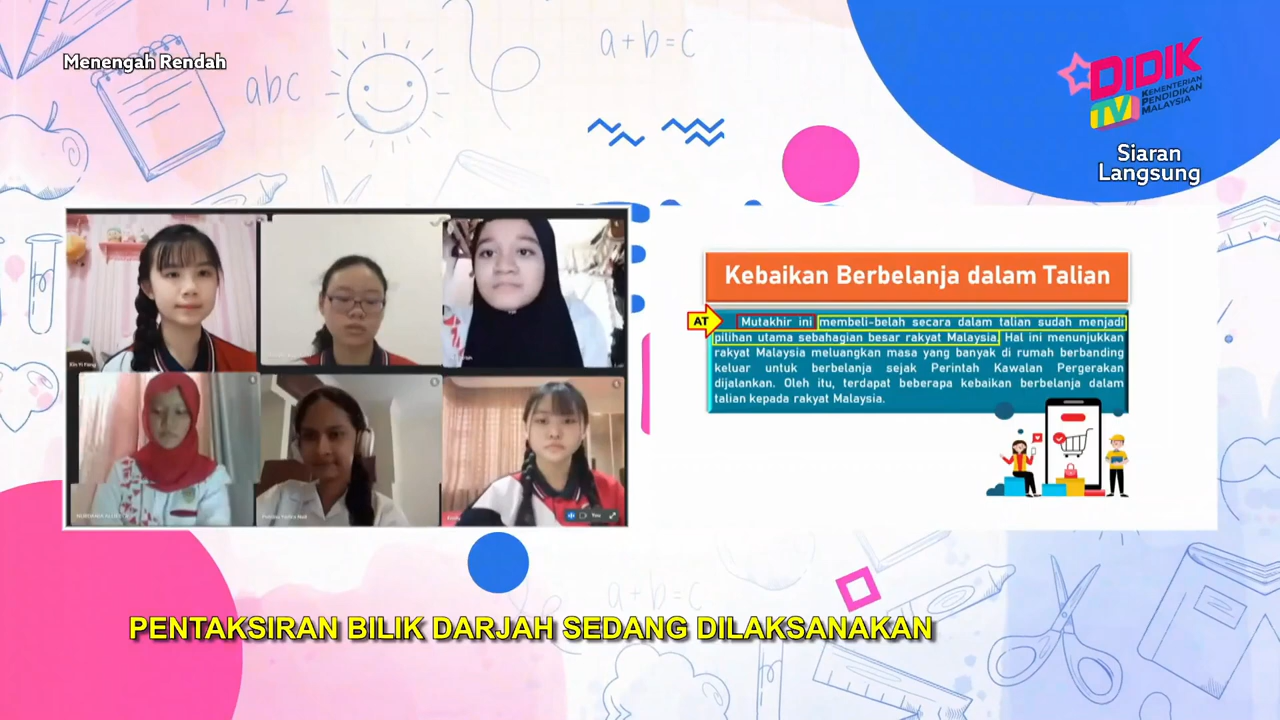 Menengah Rendah
abc
a+b=c
DIDIK
TV
KEMENTERIAN
PENDIDIKAN
MALAYSIA
Siaran
Langsung
Kebaikan Berbelanja dalam Talian
AT
Mutakhir ini membeli-belah secara dalam talian sudah menjadi
pilihan utama sebahagian besar rakyat Malaysia. Hal ini menunjukkan
rakyat Malaysia meluangkan masa yang banyak di rumah berbanding
keluar untuk berbelanja sejak Perintah Kawalan Pergerakan
dijalankan. Oleh itu, terdapat beberapa kebaikan berbelanja dalam
talian kepada rakyat Malaysia.
You
a+b=c
PENTAKSIRAN BILIK DARJAH SEDANG DILAKSANAKAN